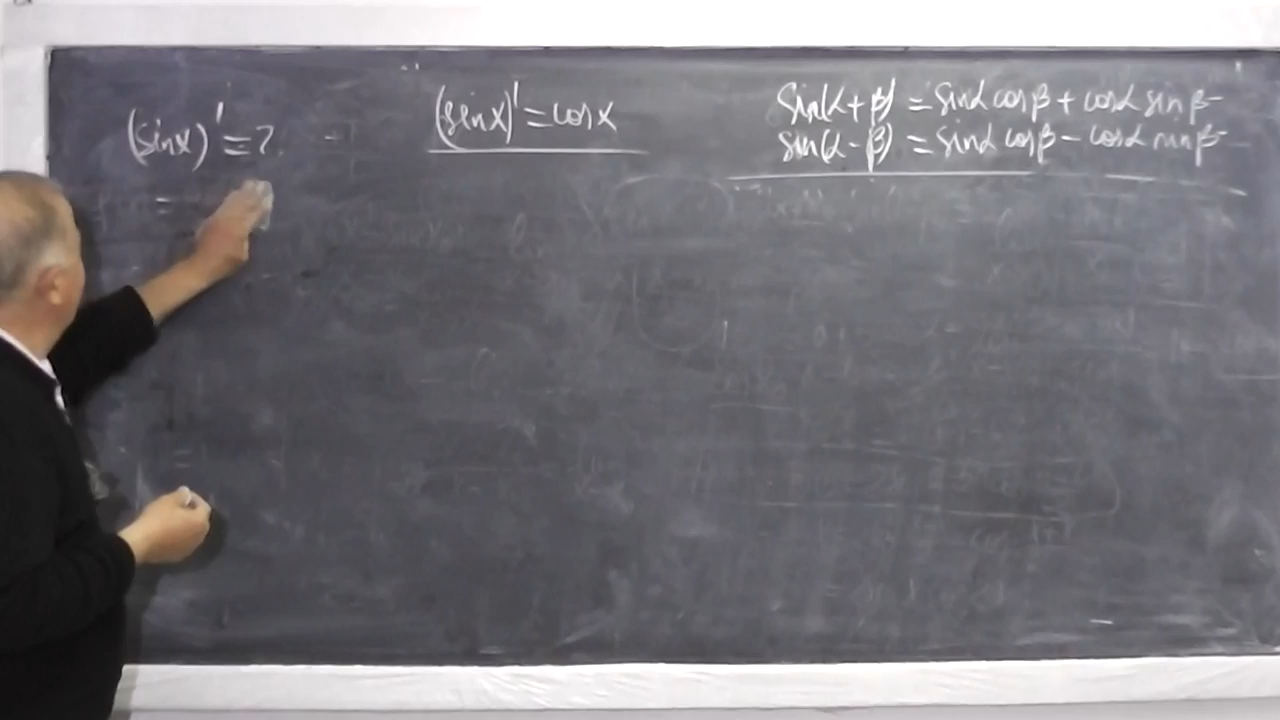 (sinx)' = ?
(sinx)' = cosx
sin(α+β) = sinα cosβ + cosα sinβ
sin(α-β) = sinα cosβ - cosα sinβ